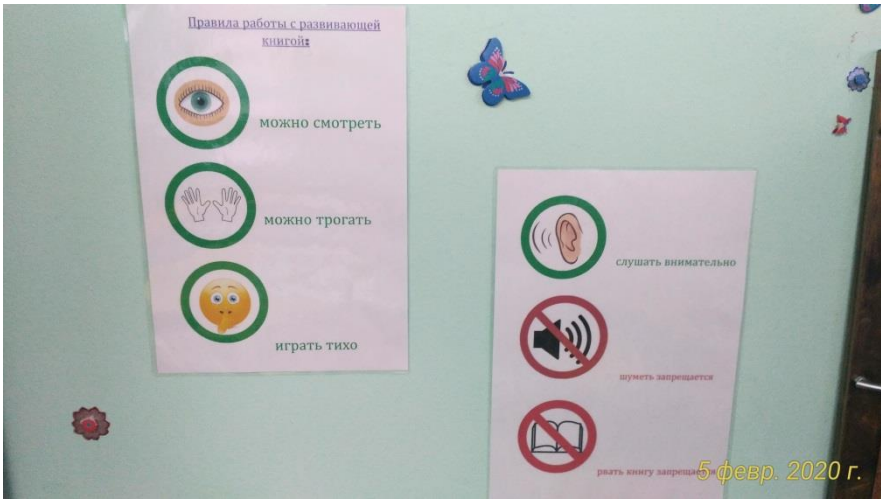 Правила работы с развивающей
книгой:
можно смотреть
можно трогать
играть тихо
слушать внимательно
шуметь запрещается
рвать книгу запрещается
5 февр. 2020 г.